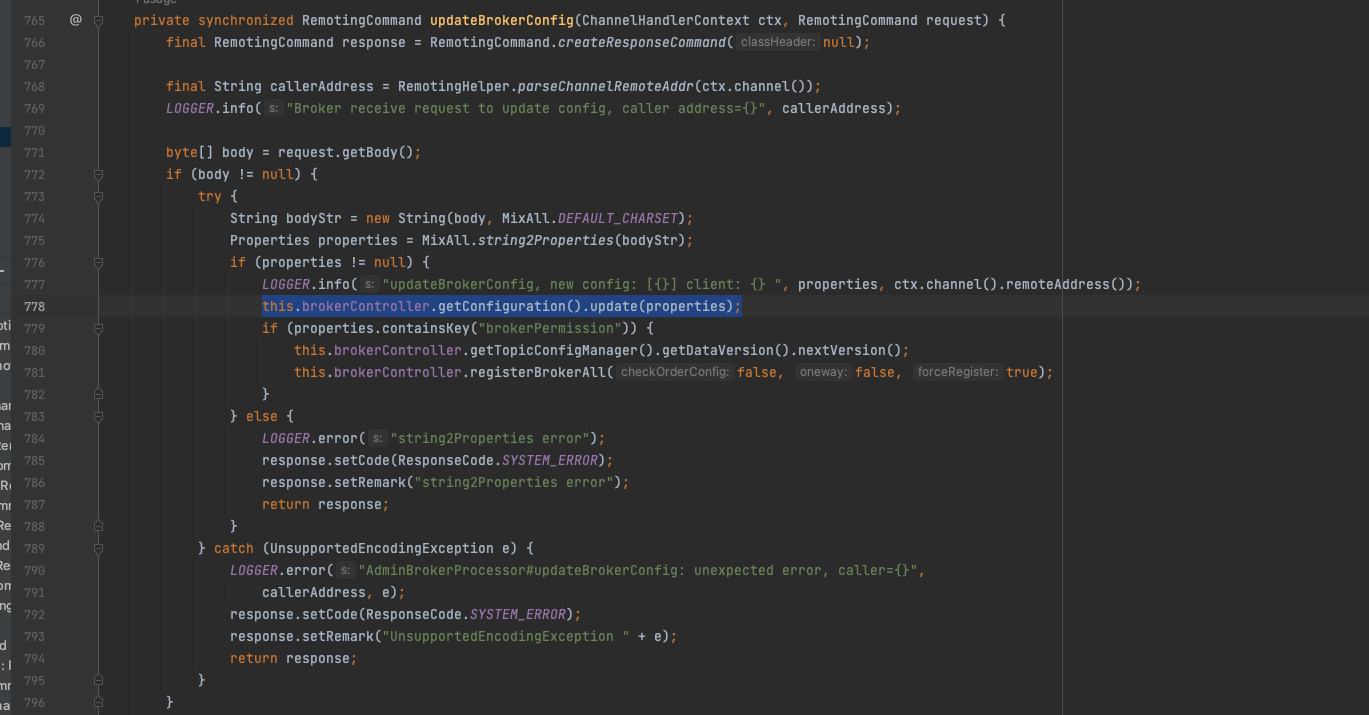 765 @ private synchronized RemotingCommand updateBrokerConfig(ChannelHandlerContext ctx, RemotingCommand request) {
766 final RemotingCommand response = RemotingCommand.createResponseCommand( classHeader: null);
767
768 final String callerAddress = RemotingHelper.parseChannelRemoteAddr(ctx.channel());
769 LOGGER.info( s: "Broker receive request to update config, caller address={}", callerAddress);
770
771 byte[] body = request.getBody();
772 if (body != null) {
773 try {
774 String bodyStr = new String(body, MixAll.DEFAULT_CHARSET);
775 Properties properties = MixAll.string2Properties(bodyStr);
776 if (properties != null) {
777 LOGGER.info( s: "updateBrokerConfig, new config: [{}] client: {} ", properties, ctx.channel().remoteAddress());
778 this.brokerController.getConfiguration().update(properties);
779 if (properties.containsKey("brokerPermission")) {
780 this.brokerController.getTopicConfigManager().getDataVersion().nextVersion();
781 this.brokerController.registerBrokerAll( checkOrderConfig: false, oneway: false, forceRegister: true);
782 }
783 } else {
784 LOGGER.error( s: "string2Properties error");
785 response.setCode(ResponseCode.SYSTEM_ERROR);
786 response.setRemark("string2Properties error");
787 return response;
788 }
789 } catch (UnsupportedEncodingException e) {
790 LOGGER.error( s: "AdminBrokerProcessor#updateBrokerConfig: unexpected error, caller={}",
791 callerAddress, e);
792 response.setCode(ResponseCode.SYSTEM_ERROR);
793 response.setRemark("UnsupportedEncodingException " + e);
794 return response;
795 }
796 }